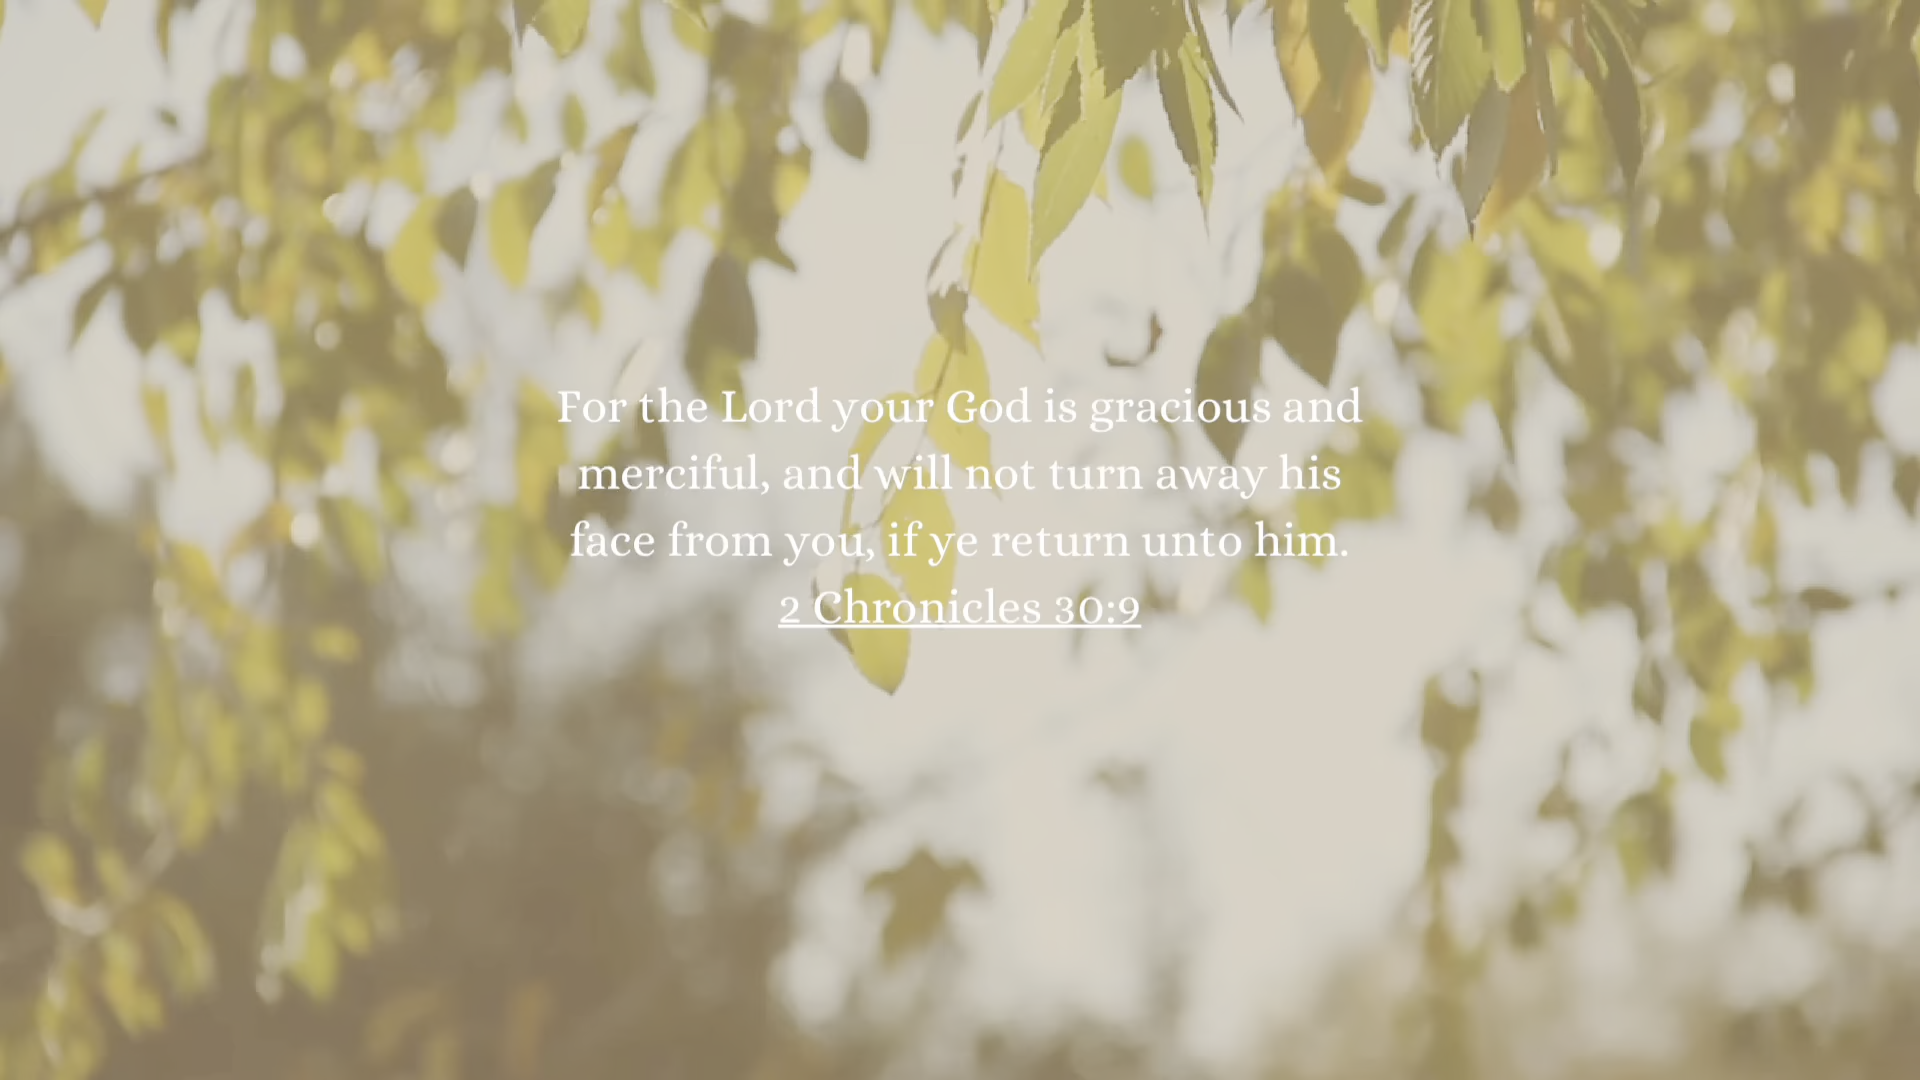 For the Lord your God is gracious and
merciful, and will not turn away his
face from you, if ye return unto him.
2 Chronicles 30:9